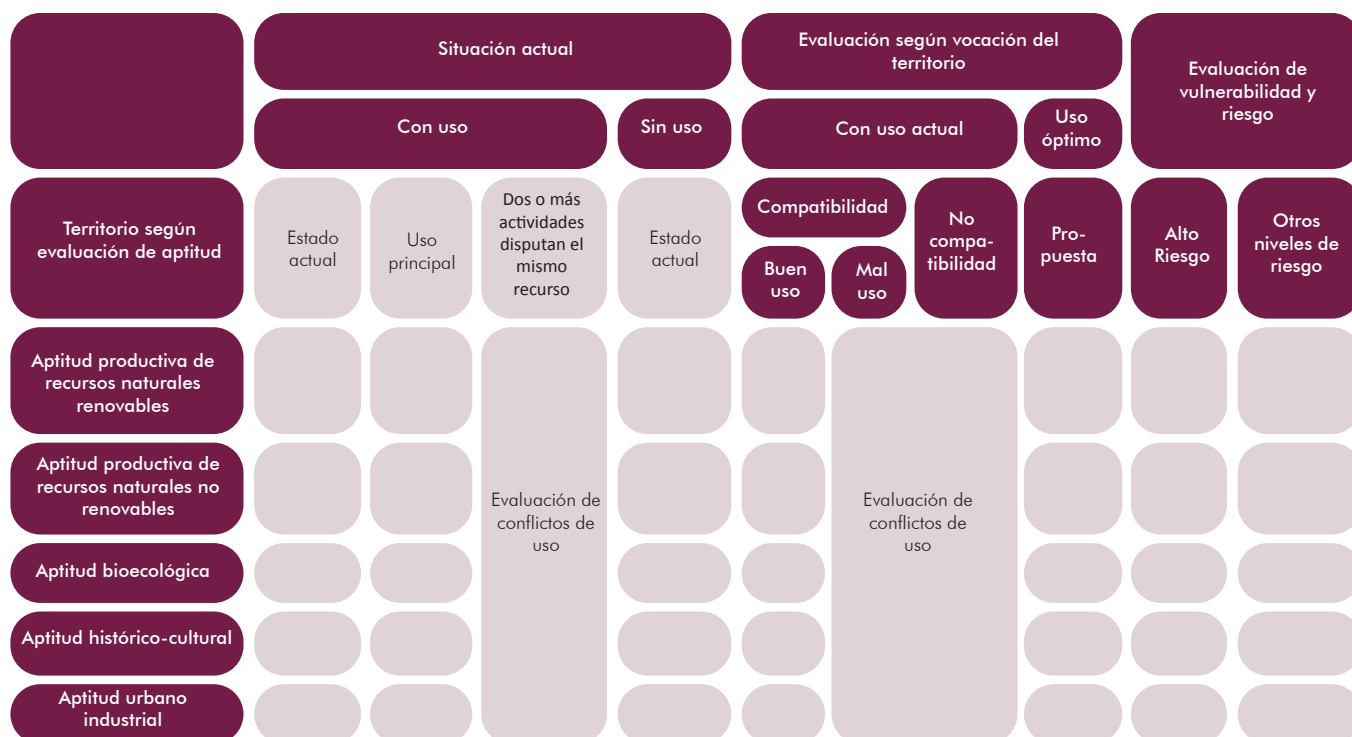 Situación actual
Evaluación según vocación del
territorio
Evaluación de
vulnerabilidad y
riesgo
Con uso
Sin uso
Con uso actual
Uso
óptimo
Territorio según
evaluación de aptitud
Estado
actual
Uso
principal
Dos o más
actividades
disputan el
mismo
recurso
Estado
actual
Compatibilidad
Buen
uso
Mal
uso
No
compa-
tibilidad
Pro-
puesta
Alto
Riesgo
Otros
niveles de
riesgo
Aptitud productiva de
recursos naturales
renovables
Aptitud productiva de
recursos naturales no
renovables
Evaluación de
conflictos de
uso
Evaluación de
conflictos de
uso
Aptitud bioecológica
Aptitud histórico-cultural
Aptitud urbano
industrial